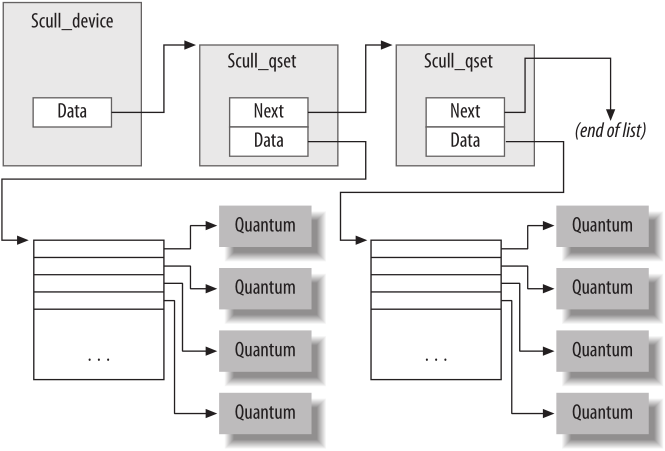 Scull_device
Scull_qset
Scull_qset
Data
Next
Next
(end of list)
Data
Data
Quantum
Quantum
Quantum
Quantum
. . .
. . .
Quantum
Quantum
Quantum
Quantum